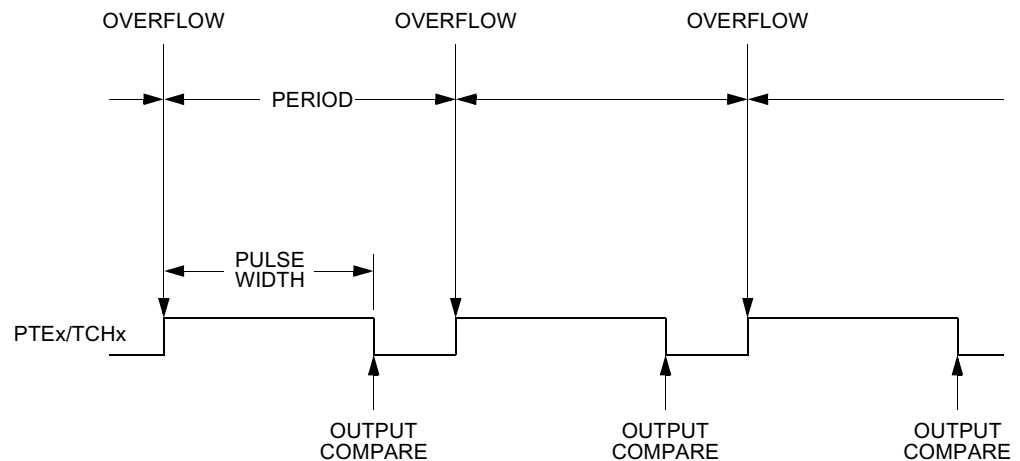 OVERFLOW
OVERFLOW
OVERFLOW
PERIOD
PULSE
WIDTH
PTEx/TCHx
OUTPUT
COMPARE
OUTPUT
COMPARE
OUTPUT
COMPARE